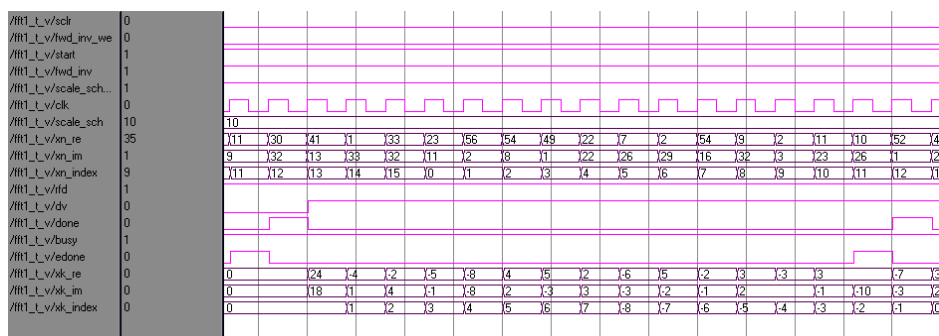 /fft1_t_v/sclr 0
/fft1_t_v/fwd_inv_we 0
/fft1_t_v/start 1
/fft1_t_v/fwd_inv 1
/fft1_t_v/scale_sch... 1
/fft1_t_v/clk 0
/fft1_t_v/scale_sch 10 10
/fft1_t_v/xn_re 35 11 30 41 1 33 23 56 54 49 22 7 2 54 9 2 11 10 52 4
/fft1_t_v/xn_im 1 9 32 13 33 32 11 2 8 1 22 26 29 16 32 3 23 26 1 2
/fft1_t_v/xn_index 9 11 12 13 14 15 0 1 2 3 4 5 6 7 8 9 10 11 12 1
/fft1_t_v/rfd 1
/fft1_t_v/dv 0
/fft1_t_v/done 0
/fft1_t_v/busy 1
/fft1_t_v/edone 0
/fft1_t_v/xk_re 0 0 24 -4 -2 -5 -8 4 5 2 -6 5 -2 3 -3 3 -7 3
/fft1_t_v/xk_im 0 0 18 1 4 -1 -8 2 -3 3 -3 -2 -1 2 -1 -10 -3 2
/fft1_t_v/xk_index 0 0 1 2 3 4 5 6 7 -8 -7 -6 -5 -4 -3 -2 -1 0